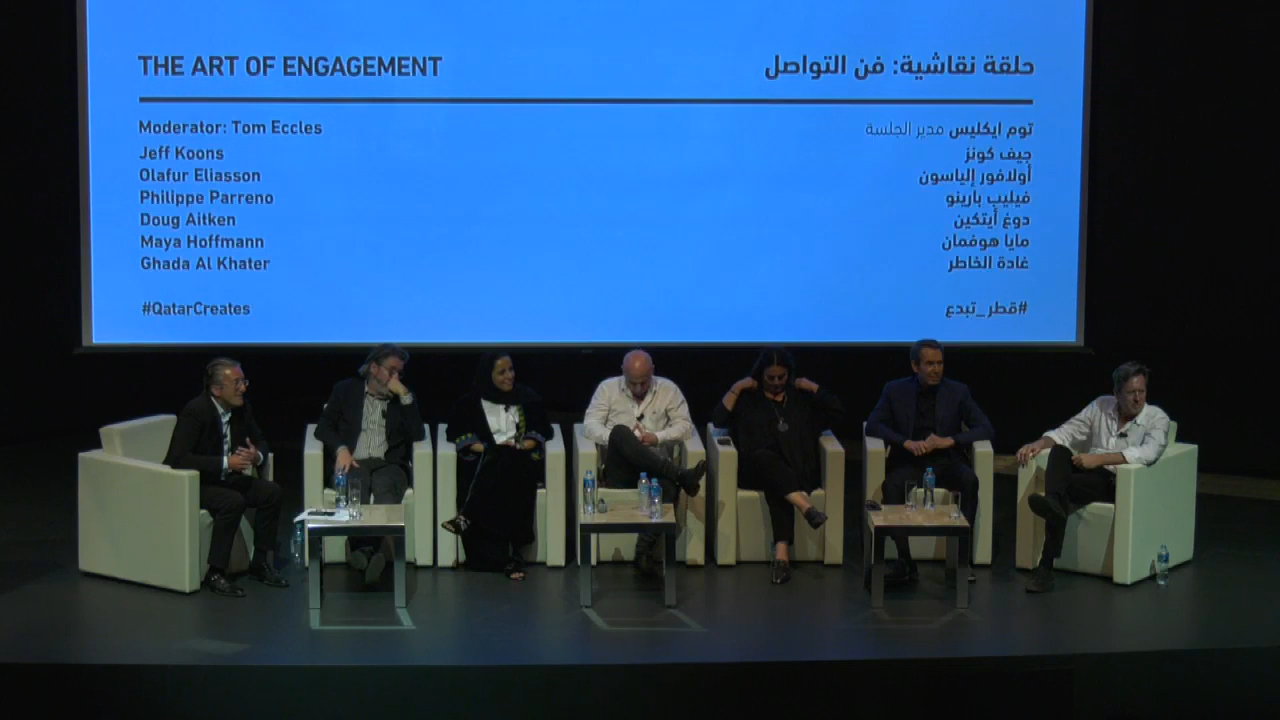 THE ART OF ENGAGEMENT
حلقة نقاشية: فن التواصل
Moderator: Tom Eccles
توم ايكليس مدير الجلسة
Jeff Koons
جيف كونز
Olafur Eliasson
أولافور إلياسون
Philippe Parreno
فيليب بارينو
Doug Aitken
دوغ أيتكين
Maya Hoffmann
مايا هوفمان
Ghada Al Khater
غادة الخاطر
#QatarCreates
#قطر_تبدع